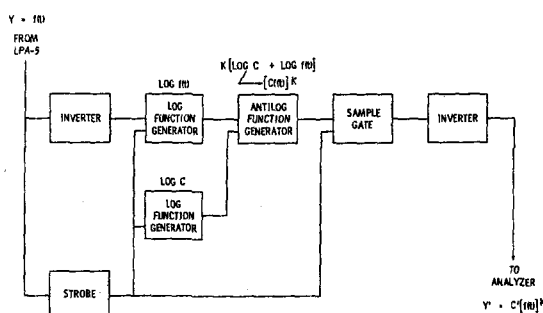 Y = f(t)
FROM
LPA-5
INVERTER
LOG f(t)
LOG
FUNCTION
GENERATOR
K[LOG C + LOG f(t)]
[Cf(t)]K
ANTILOG
FUNCTION
GENERATOR
SAMPLE
GATE
INVERTER
LOG C
LOG
FUNCTION
GENERATOR
STROBE
TO
ANALYZER
Y' = C'[f(t)]